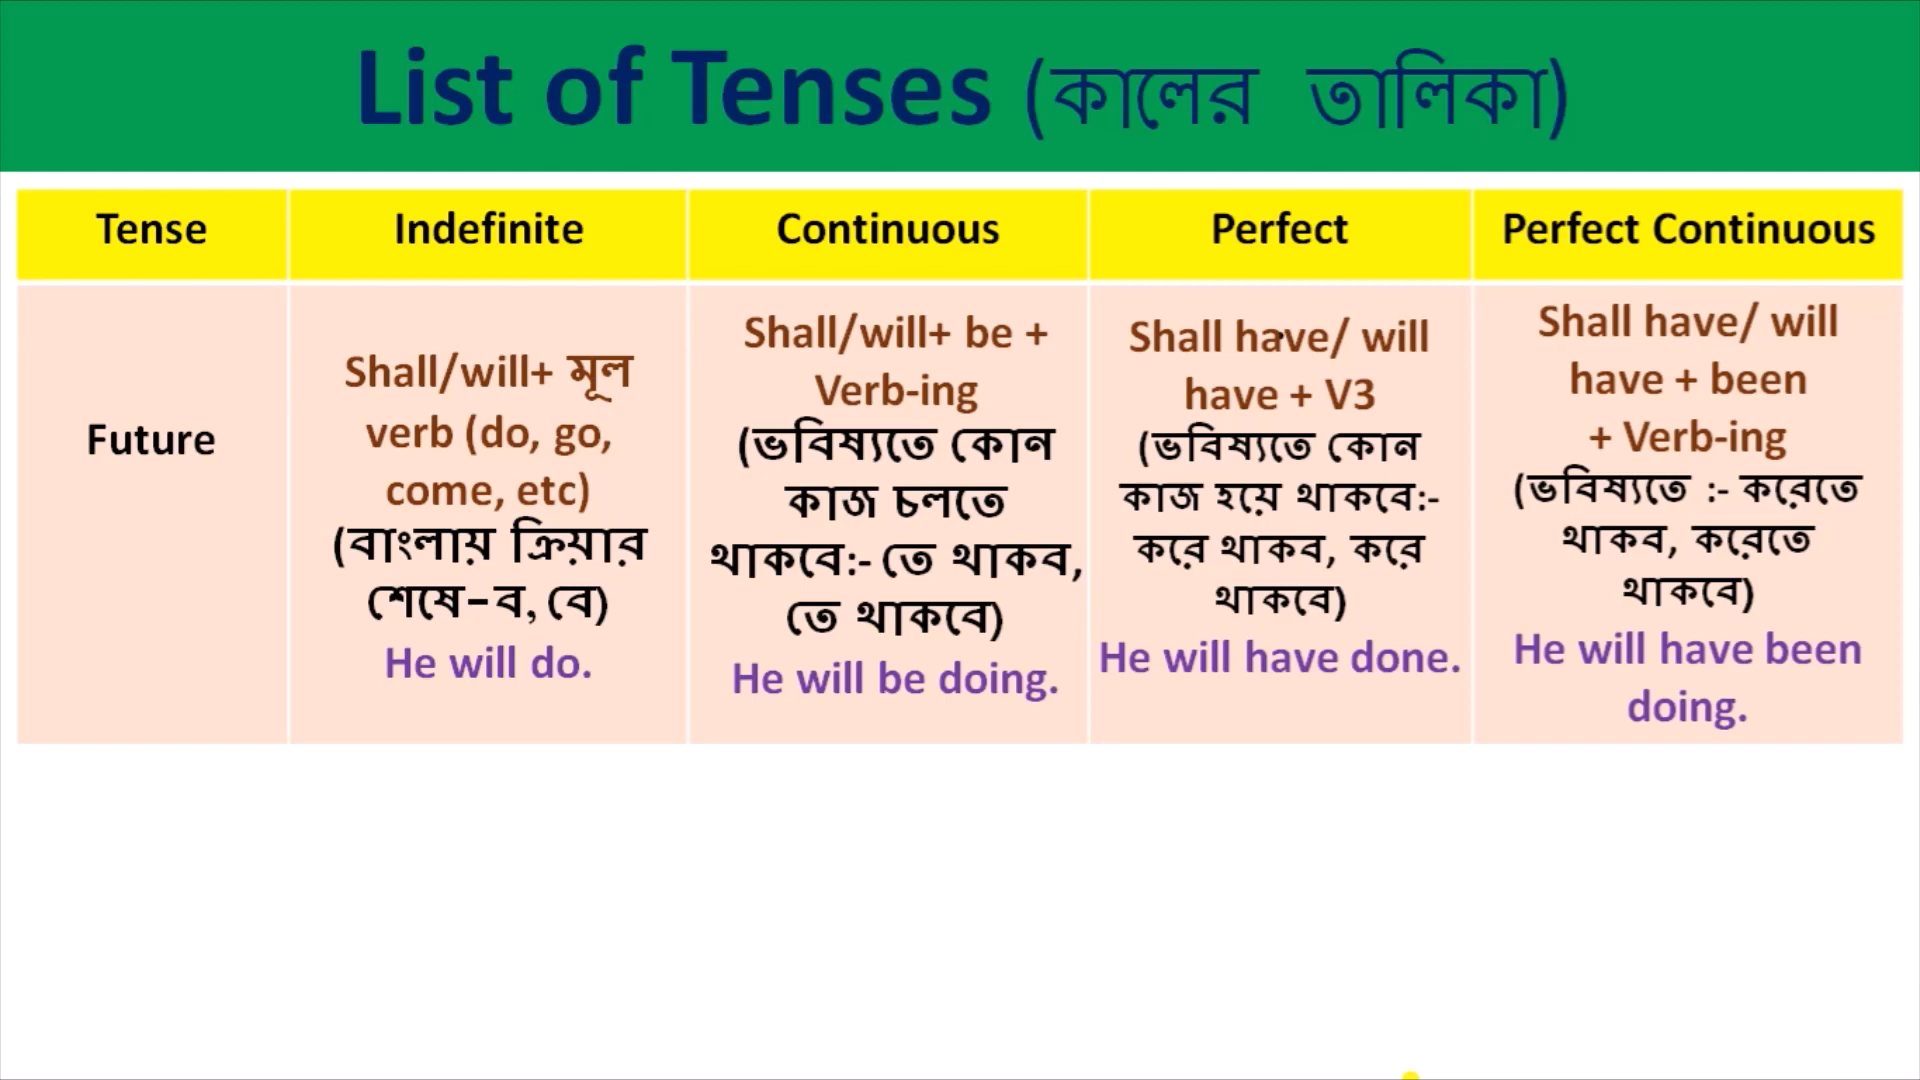 List of Tenses (কালের তালিকা)
Tense
Indefinite
Continuous
Perfect
Perfect Continuous
Future
Shall/will+ মূল
verb (do, go,
come, etc)
(বাংলায় ক্রিয়ার
শেষে–ব, বে)
He will do.
Shall/will+ be +
Verb-ing
(ভবিষ্যতে কোন
কাজ চলতে
থাকবে:- তে থাকব,
তে থাকবে)
He will be doing.
Shall have/ will
have + V3
(ভবিষ্যতে কোন
কাজ হয়ে থাকবে:-
করে থাকব, করে
থাকবে)
He will have done.
Shall have/ will
have + been
+ Verb-ing
(ভবিষ্যতে :- করেতে
থাকব, করেতে
থাকবে)
He will have been
doing.